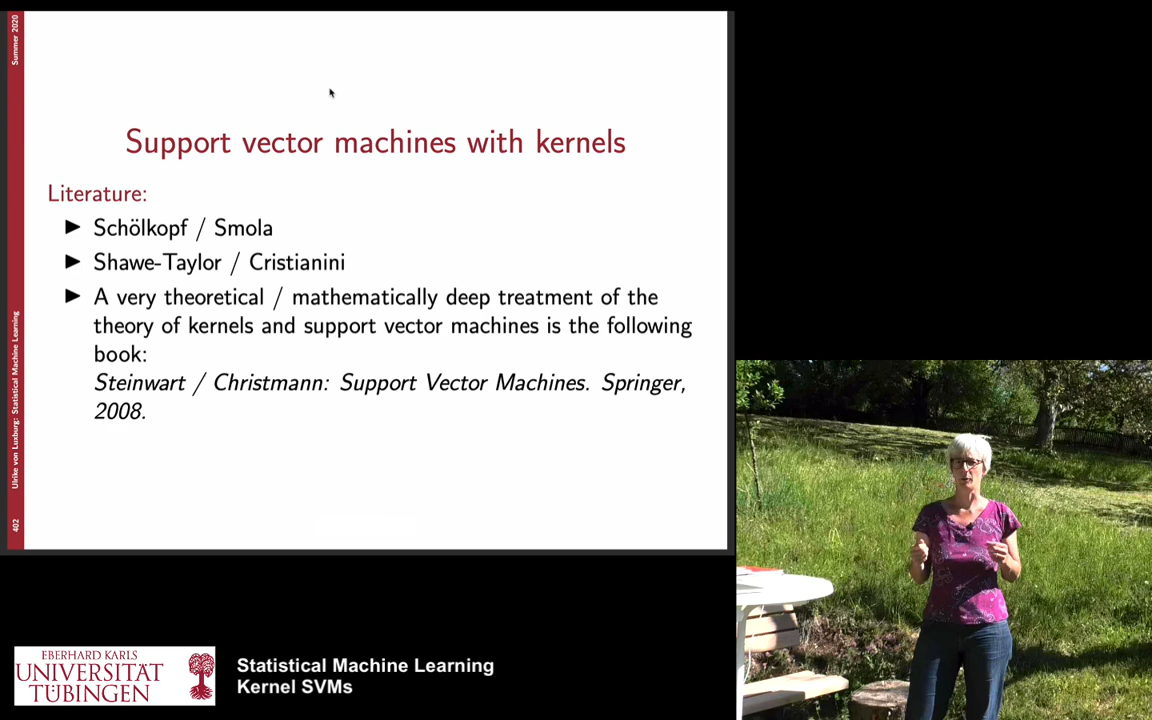 Summer 2020
Support vector machines with kernels
Literature:
► Schölkopf / Smola
► Shawe-Taylor / Cristianini
► A very theoretical / mathematically deep treatment of the
theory of kernels and support vector machines is the following
book:
Steinwart / Christmann: Support Vector Machines. Springer,
2008.
Ulrike von Luxburg: Statistical Machine Learning
402
EBERHARD KARLS
UNIVERSITÄT
TÜBINGEN
Statistical Machine Learning
Kernel SVMs